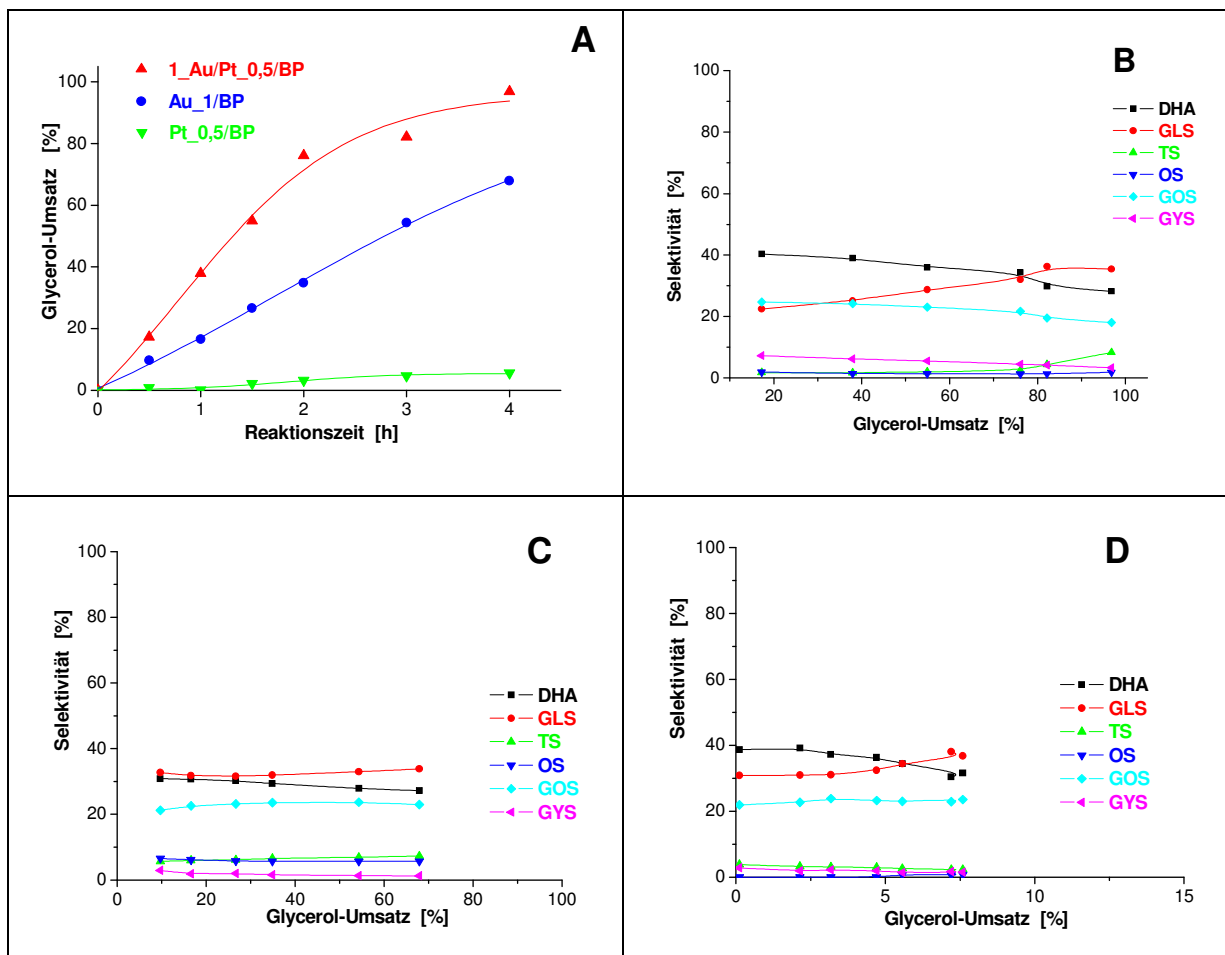 A
1_Au/Pt_0,5/BP
Au_1/BP
Pt_0,5/BP
100
80
60
40
20
0
Glycerol-Umsatz [%]
0 1 2 3 4
Reaktionszeit [h]
B
100
80
60
40
20
0
Selektivität [%]
DHA
GLS
TS
OS
GOS
GYS
20 40 60 80 100
Glycerol-Umsatz [%]
C
100
80
60
40
20
0
Selektivität [%]
DHA
GLS
TS
OS
GOS
GYS
0 20 40 60 80 100
Glycerol-Umsatz [%]
D
100
80
60
40
20
0
Selektivität [%]
DHA
GLS
TS
OS
GOS
GYS
0 5 10 15
Glycerol-Umsatz [%]